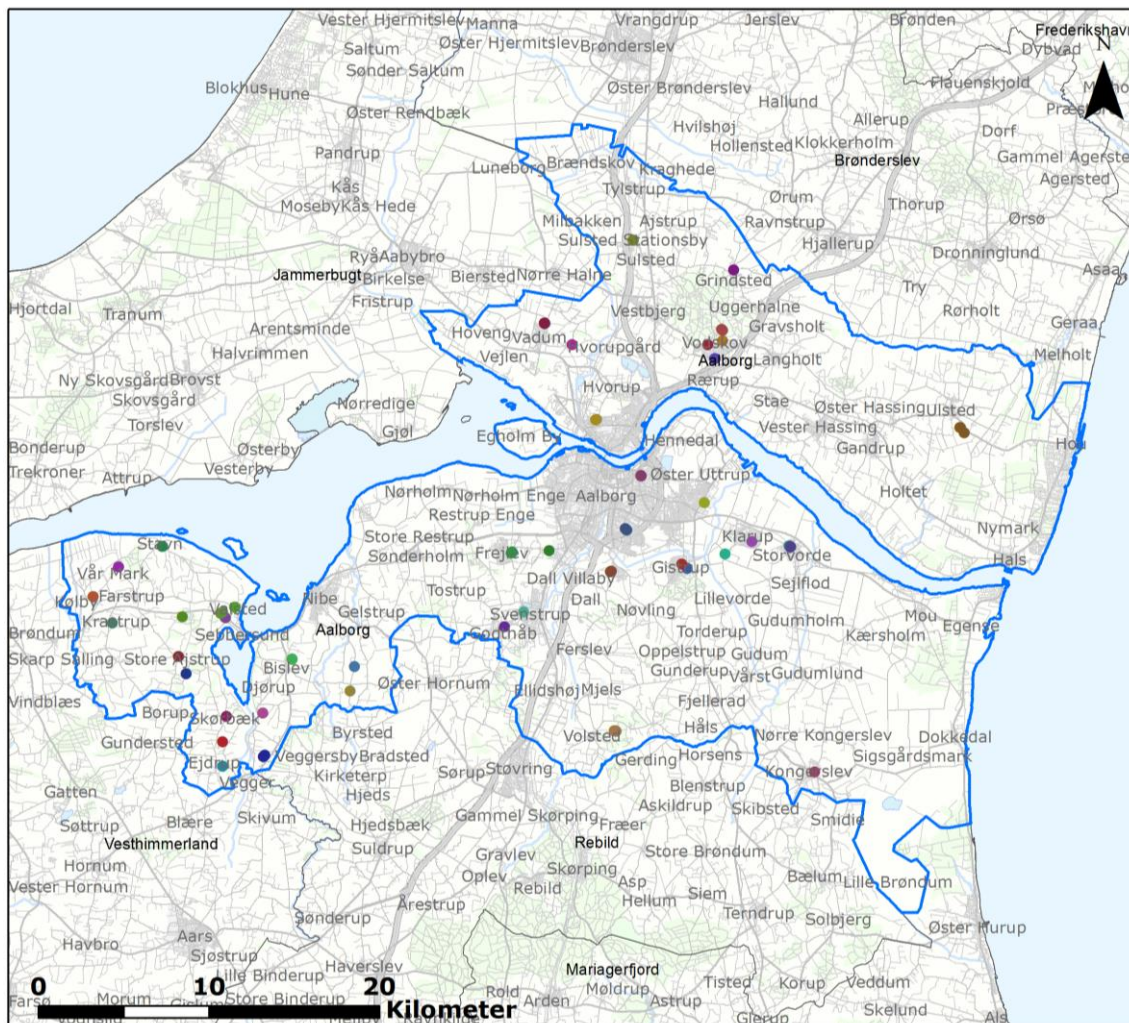 Vester Hjermitslev
Manna
Vrangdrup
Jerslev
Brønden
Frederikshavn
Saltum
Øster Hjermitslev
Brønderslev
Dybvad
N
Sønder Saltum
Flauenskjold
Blokhus
Hune
Øster Brønderslev
Hallund
Øster Rendbæk
Allerup
Hvilshøj
Dorf
Pandrup
Hollensted
Klokkerholm
Brændskov
Brønderslev
Luneborg
Kraghede
Agersted
Kås
Tylstrup
Ørum
Thorup
Moseby
Kås Hede
Milbakken
Ajstrup
Ravnstrup
Ørsø
Sulsted Stationsby
Hjallerup
Ryå
Aabybro
Sulsted
Dronninglund
Jammerbugt
Birkelse
Biersted
Nørre Halne
Grindsted
Asaa
Fristrup
Try
Hjortdal
Tranum
Vestbjerg
Uggerhalne
Rørholt
Arentsminde
Hoveng
Vadum
Gravsholt
Geraa
Halvrimmen
Vejlen
Hvorupgård
Vodskov
Melholt
Aalborg
Langholt
Ny Skovsgård
Brovst
Hvorup
Rærup
Skovsgård
Nørredige
Stae
Øster Hassing
Ulsted
Torslev
Gjøl
Egholm By
Vester Hassing
Bonderup
Østerby
Hennedal
Gandrup
Hou
Trekroner
Attrup
Vesterby
Øster Uttrup
Nørholm
Nørholm Enge
Aalborg
Holtet
Restrup Enge
Nymark
Store Restrup
Klarup
Stavn
Sønderholm
Frejlev
Storvorde
Hals
Vår Mark
Gistrup
Sejlflod
Farstrup
Tostrup
Dall Villaby
Kølby
Nibe
Dall
Lillevorde
Valsted
Gelstrup
Svenstrup
Nøvling
Mou
Krastrup
Gudumholm
Egense
Brøndum
Sebbersund
Aalborg
Godthåb
Torderup
Kærsholm
Skarp Salling
Store Ajstrup
Bislev
Ferslev
Oppelstrup
Gudum
Gunderup
Gudumlund
Vindblæs
Djørup
Øster Hornum
Ellidshøj
Mjels
Vårst
Borup
Skørbæk
Fjellerad
Gundersted
Byrsted
Volsted
Håls
Nørre Kongerslev
Dokkedal
Ejdrup
Veggersby
Bradsted
Gerding
Horsens
Sigsgårdsmark
Vegger
Kirketerp
Sørup
Støvring
Kongerslev
Gatten
Hjeds
Blenstrup
Skivum
Askildrup
Skibsted
Søttrup
Blære
Gammel Skørping
Smidie
Hjedsbæk
Fræer
Vesthimmerland
Suldrup
Rebild
Store Brøndum
Hornum
Gravlev
Skørping
Bælum
Vester Hornum
Oplev
Rebild
Asp
Siem
Lille Brøndum
Hellum
Årestrup
Terndrup
Solbjerg
Sønderup
Øster Hurup
Aars
Havbro
Sjøstrup
Haverslev
Mariagerfjord
Tisted
Korup
Veddum
Lille Binderup
0 10 20
Rold
Møldrup
Farsø
Morum
Store Binderup
Arden
Astrup
Skelund
Kilometer
Als